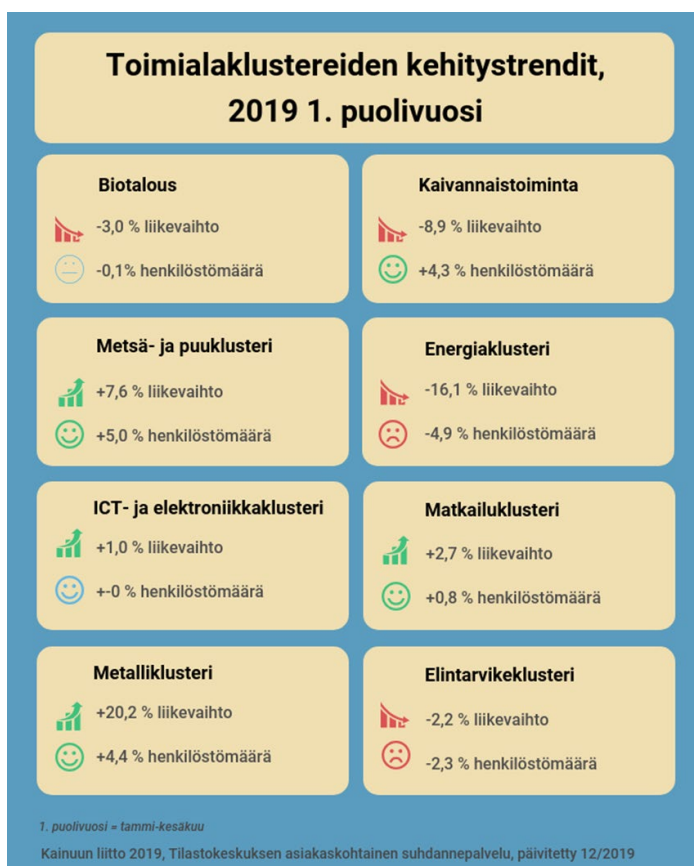 Toimialaklustereiden kehitystrendit,
2019 1. puolivuosi
Biotalous
-3,0 % liikevaihto
-0,1% henkilöstömäärä
Kaivannaistoiminta
-8,9 % liikevaihto
+4,3 % henkilöstömäärä
Metsä- ja puuklusteri
+7,6 % liikevaihto
+5,0 % henkilöstömäärä
Energiaklusteri
-16,1 % liikevaihto
-4,9 % henkilöstömäärä
ICT- ja elektroniikkaklusteri
+1,0 % liikevaihto
+-0 % henkilöstömäärä
Matkailuklusteri
+2,7 % liikevaihto
+0,8 % henkilöstömäärä
Metalliklusteri
+20,2 % liikevaihto
+4,4 % henkilöstömäärä
Elintarvikeklusteri
-2,2 % liikevaihto
-2,3 % henkilöstömäärä
1. puolivuosi = tammi-kesäkuu
Kainuun liitto 2019, Tilastokeskuksen asiakaskohtainen suhdannepalvelu, päivitetty 12/2019